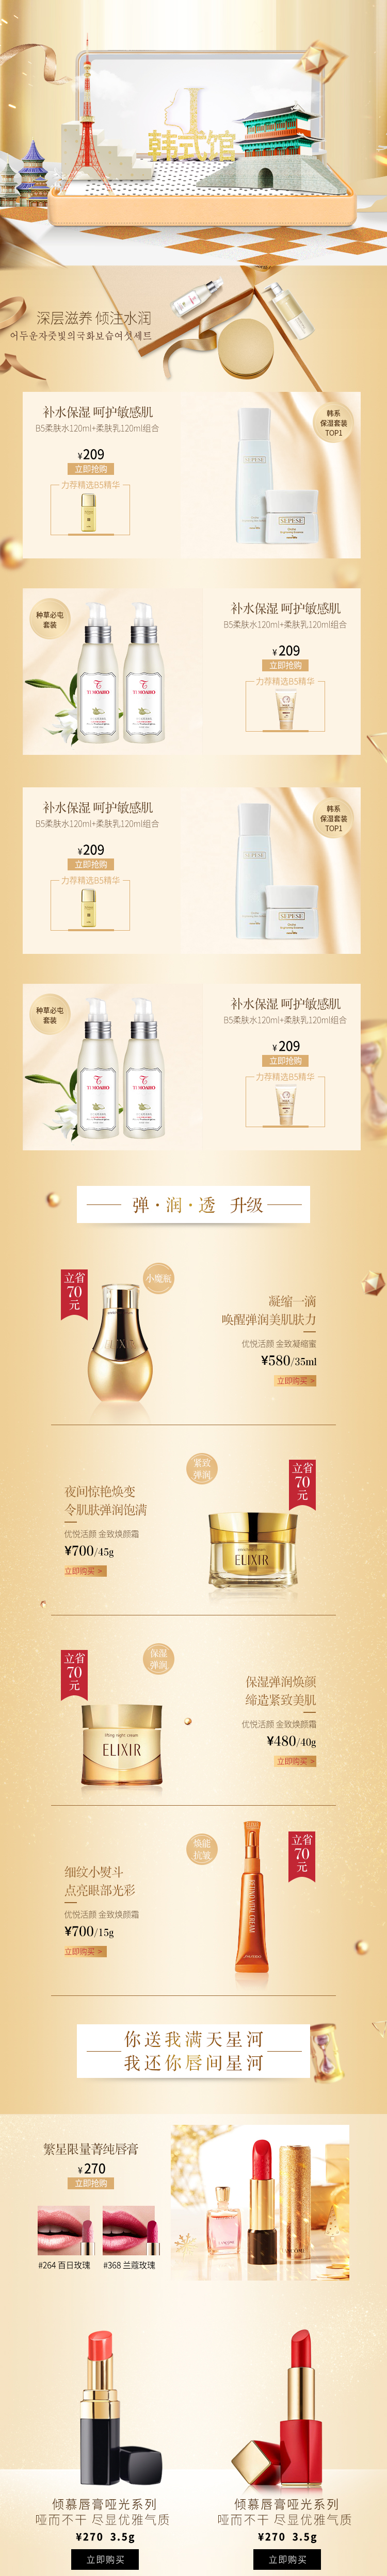 韩式馆
深层滋养 倾注水润
어두운자줏빛의국화보습여섯세트
补水保湿 呵护敏感肌
B5柔肤水120ml+柔肤乳120ml组合
¥209
立即抢购
力荐精选B5精华
韩系
保湿套装
TOP1
SEPESE
SEPESE
种草必屯
套装
补水保湿 呵护敏感肌
B5柔肤水120ml+柔肤乳120ml组合
¥209
立即抢购
力荐精选B5精华
补水保湿 呵护敏感肌
B5柔肤水120ml+柔肤乳120ml组合
¥209
立即抢购
力荐精选B5精华
韩系
保湿套装
TOP1
SEPESE
SEPESE
种草必屯
套装
补水保湿 呵护敏感肌
B5柔肤水120ml+柔肤乳120ml组合
¥209
立即抢购
力荐精选B5精华
弹·润·透 升级
立省
70
元
小魔瓶
ELIXIR
凝缩一滴
唤醒弹润美肌肤力
优悦活颜 金致凝缩蜜
¥580/35ml
立即购买 >
夜间惊艳焕变
令肌肤弹润饱满
优悦活颜 金致焕颜霜
¥700/45g
立即购买 >
紧致
弹润
立省
70
元
ELIXIR
立省
70
元
保湿
弹润
lifting night cream
ELIXIR
保湿弹润焕颜
缔造紧致美肌
优悦活颜 金致焕颜霜
¥480/40g
立即购买 >
细纹小熨斗
点亮眼部光彩
优悦活颜 金致焕颜霜
¥700/15g
立即购买 >
焕能
抗皱
立省
70
元
你送我满天星河
我还你唇间星河
繁星限量菁纯唇膏
¥270
立即抢购
#264 百日玫瑰
#368 兰蔻玫瑰
倾慕唇膏哑光系列
哑而不干 尽显优雅气质
¥270 3.5g
立即购买
倾慕唇膏哑光系列
哑而不干 尽显优雅气质
¥270 3.5g
立即购买